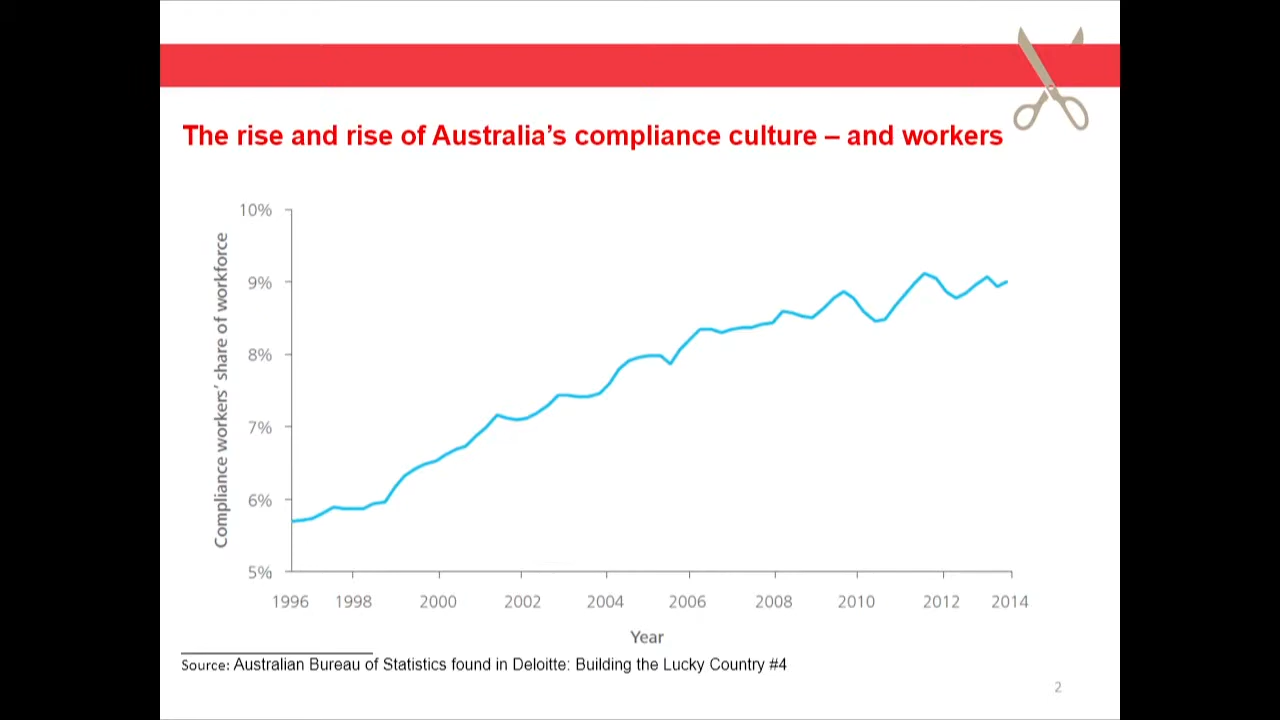 The rise and rise of Australia’s compliance culture – and workers
Compliance workers’ share of workforce
10%
9%
8%
7%
6%
5%
1996 1998 2000 2002 2004 2006 2008 2010 2012 2014
Year
Source: Australian Bureau of Statistics found in Deloitte: Building the Lucky Country #4
2